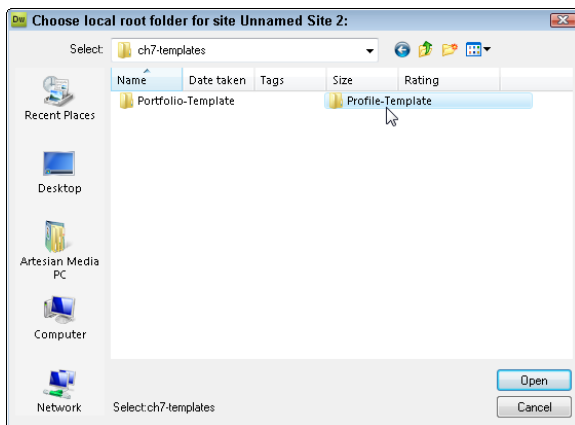 Dw Choose local root folder for site Unnamed Site 2:
Select: ch7-templates
Name Date taken Tags Size Rating
Portfolio-Template Profile-Template
Recent Places
Desktop
Artesian Media
PC
Computer
Network
Select:ch7-templates
Open
Cancel